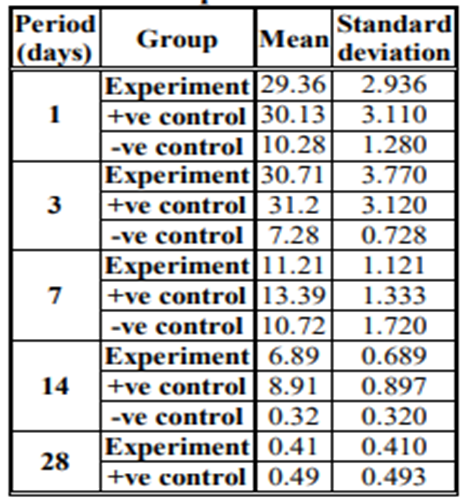 Period (days) Group Mean Standard deviation
1 Experiment 29.36 2.936
+ve control 30.13 3.110
-ve control 10.28 1.280
3 Experiment 30.71 3.770
+ve control 31.2 3.120
-ve control 7.28 0.728
7 Experiment 11.21 1.121
+ve control 13.39 1.333
-ve control 10.72 1.720
14 Experiment 6.89 0.689
+ve control 8.91 0.897
-ve control 0.32 0.320
28 Experiment 0.41 0.410
+ve control 0.49 0.493